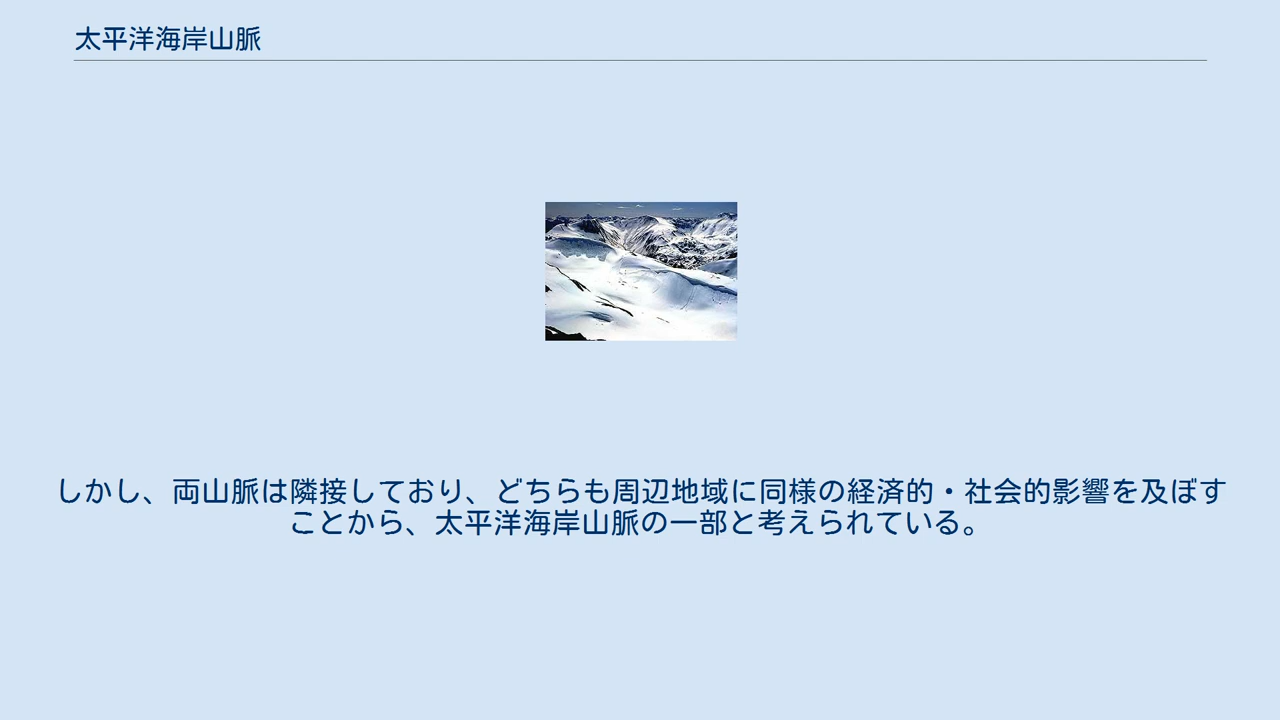 太平洋海岸山脈
しかし、両山脈は隣接しており、どちらも周辺地域に同様の経済的・社会的影響を及ぼす
ことから、太平洋海岸山脈の一部と考えられている。